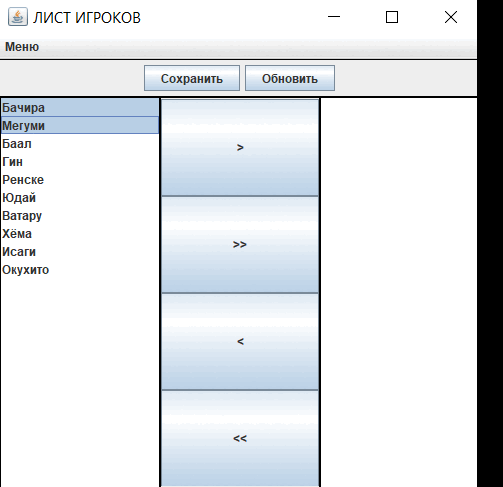 ЛИСТ ИГРОКОВ
Меню
Сохранить Обновить
Бачира
Мегуми
Баал
Гин
Ренске
Юдай
Ватару
Хёма
Исаги
Окухито
>
>>
<
<<